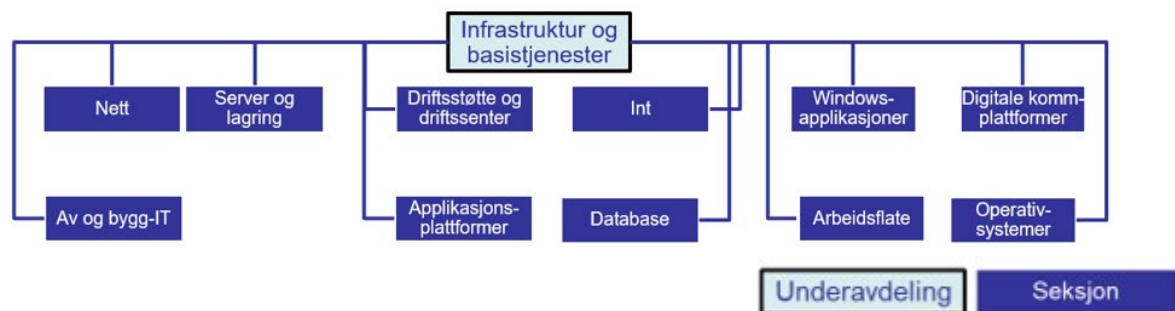 Infrastruktur og
basistjenester
Nett
Server og
lagring
Driftsstøtte og
driftssenter
Int
Windows-
applikasjoner
Digitale komm-
plattformer
Av og bygg-IT
Applikasjons-
plattformer
Database
Arbeidsflate
Operativ-
systemer
Underavdeling
Seksjon